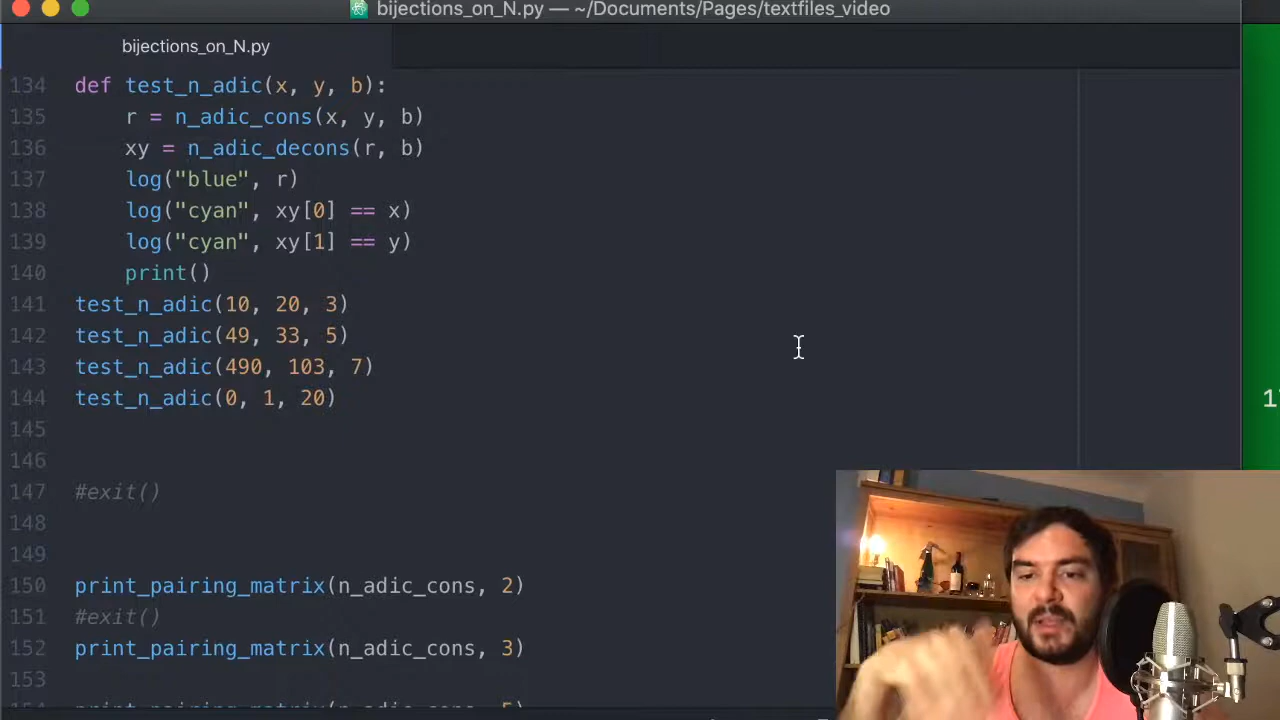 bijections_on_N.py — ~/Documents/Pages/textfiles_video
bijections_on_N.py
134 def test_n_adic(x, y, b):
135 r = n_adic_cons(x, y, b)
136 xy = n_adic_decons(r, b)
137 log("blue", r)
138 log("cyan", xy[0] == x)
139 log("cyan", xy[1] == y)
140 print()
141 test_n_adic(10, 20, 3)
142 test_n_adic(49, 33, 5)
143 test_n_adic(490, 103, 7)
144 test_n_adic(0, 1, 20)
145
146
147 #exit()
148
149
150 print_pairing_matrix(n_adic_cons, 2)
151 #exit()
152 print_pairing_matrix(n_adic_cons, 3)
153